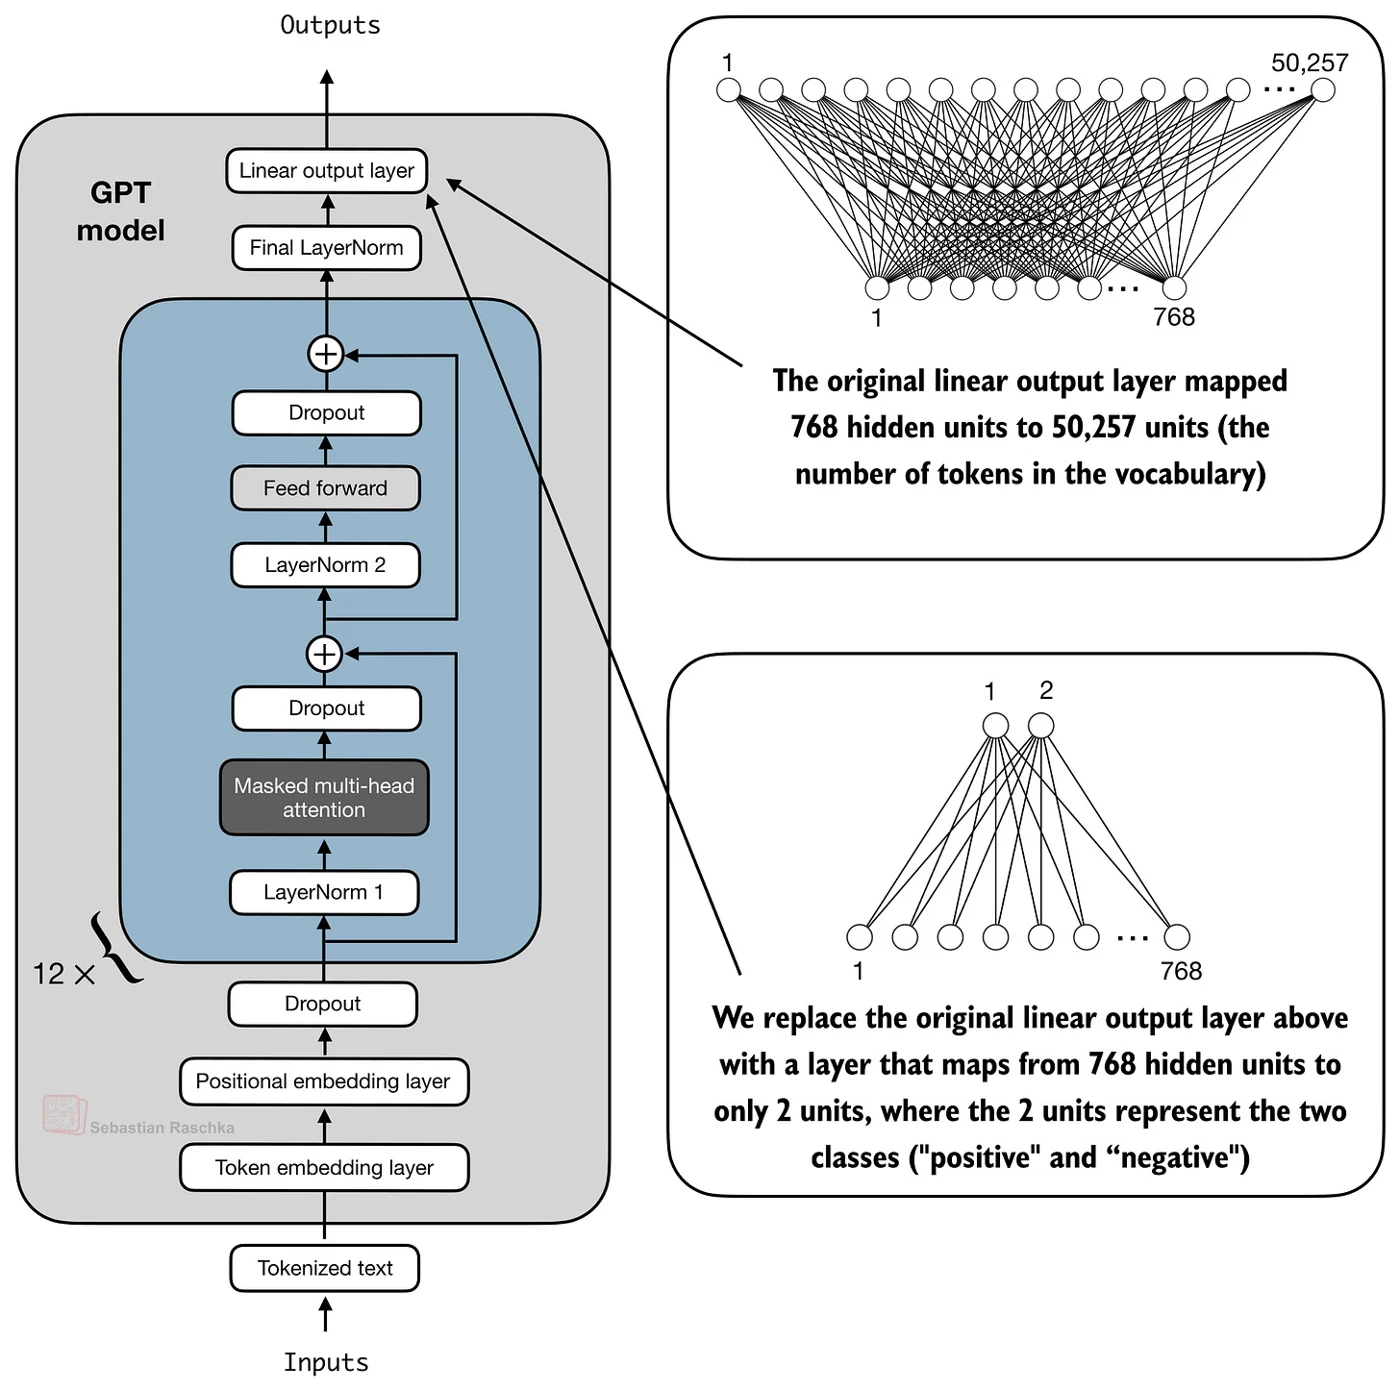 Outputs
GPT
model
Linear output layer
Final LayerNorm
Dropout
Feed forward
LayerNorm 2
Dropout
Masked multi-head
attention
LayerNorm 1
12 ×
Dropout
Positional embedding layer
Sebastian Raschka
Token embedding layer
Tokenized text
Inputs
1 50,257
...
...
1 768
The original linear output layer mapped
768 hidden units to 50,257 units (the
number of tokens in the vocabulary)
1 2
...
1 768
We replace the original linear output layer above
with a layer that maps from 768 hidden units to
only 2 units, where the 2 units represent the two
classes ("positive" and “negative")